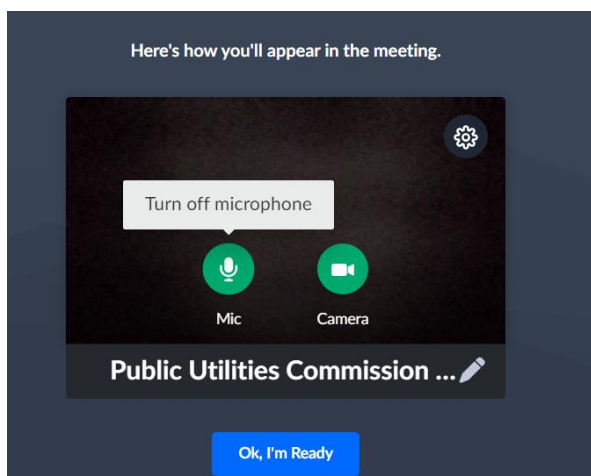 Here's how you'll appear in the meeting.
Turn off microphone
Mic Camera
Public Utilities Commission ...
Ok, I'm Ready